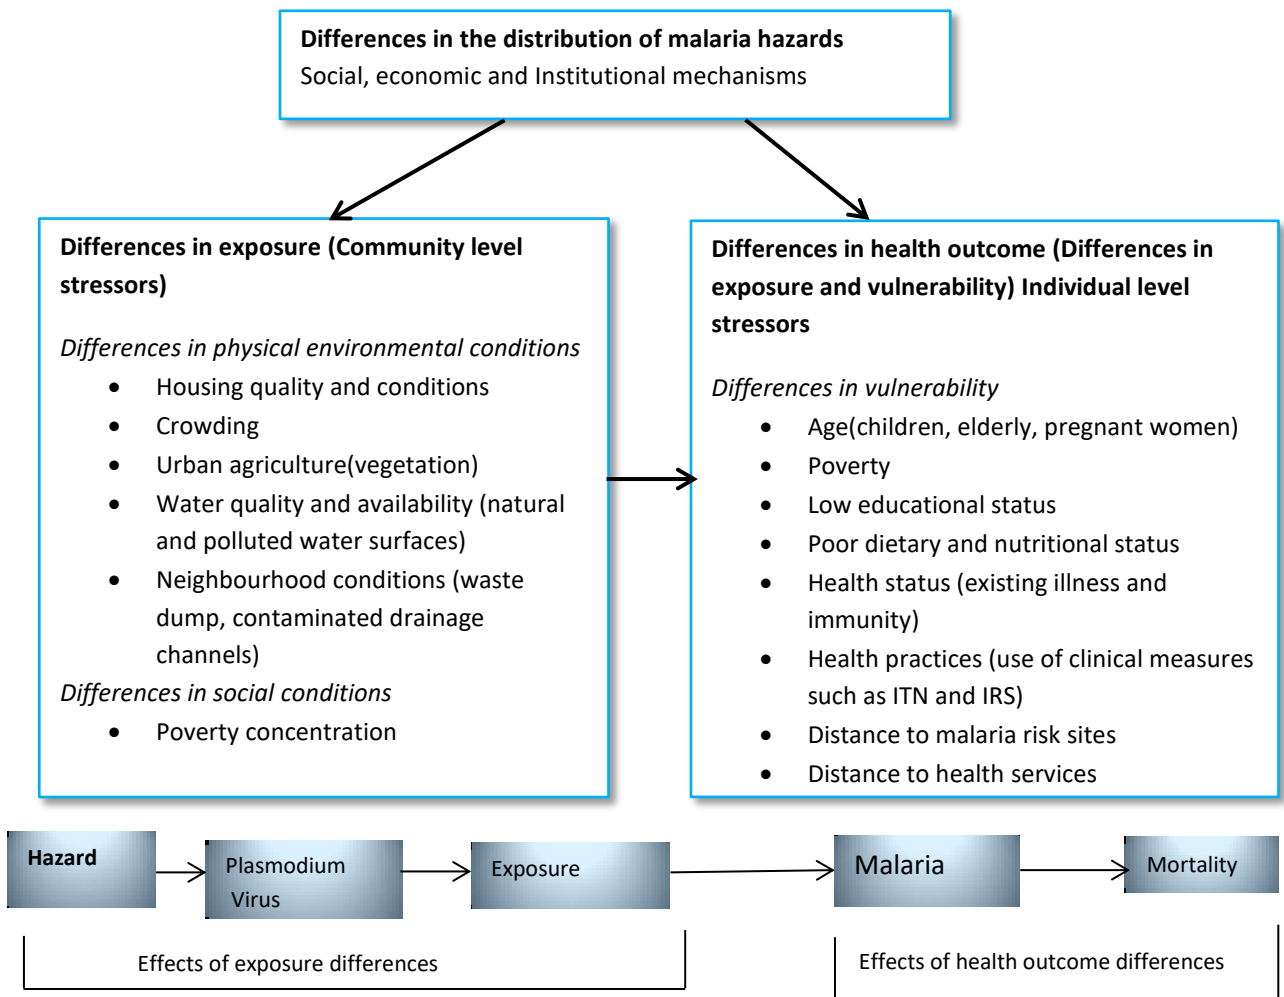 Differences in the distribution of malaria hazards
Social, economic and Institutional mechanisms
Differences in exposure (Community level
stressors)
Differences in physical environmental conditions
• Housing quality and conditions
• Crowding
• Urban agriculture(vegetation)
• Water quality and availability (natural
and polluted water surfaces)
• Neighbourhood conditions (waste
dump, contaminated drainage
channels)
Differences in social conditions
• Poverty concentration
Differences in health outcome (Differences in
exposure and vulnerability) Individual level
stressors
Differences in vulnerability
• Age(children, elderly, pregnant women)
• Poverty
• Low educational status
• Poor dietary and nutritional status
• Health status (existing illness and
immunity)
• Health practices (use of clinical measures
such as ITN and IRS)
• Distance to malaria risk sites
• Distance to health services
Hazard
Plasmodium
Virus
Exposure
Malaria
Mortality
Effects of exposure differences
Effects of health outcome differences